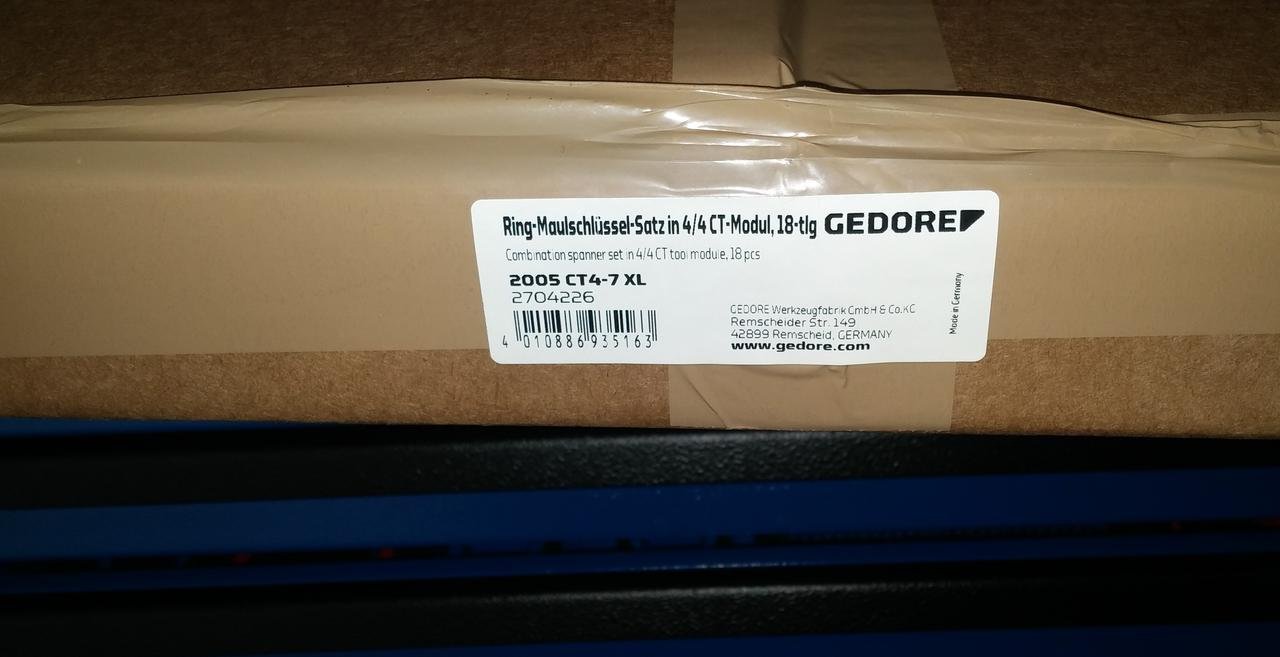 Ring-Maulschlüssel-Satz in 4/4 CT-Modul, 18-tlg GEDORE
Combination spanner set in 4/4 CT tool module, 18 pcs
2005 CT4-7 XL
2704226
4 010886 935163
GEDORE Werkzeugfabrik GmbH & Co.KG
Remscheider Str. 149
42899 Remscheid, GERMANY
www.gedore.com
Made in Germany